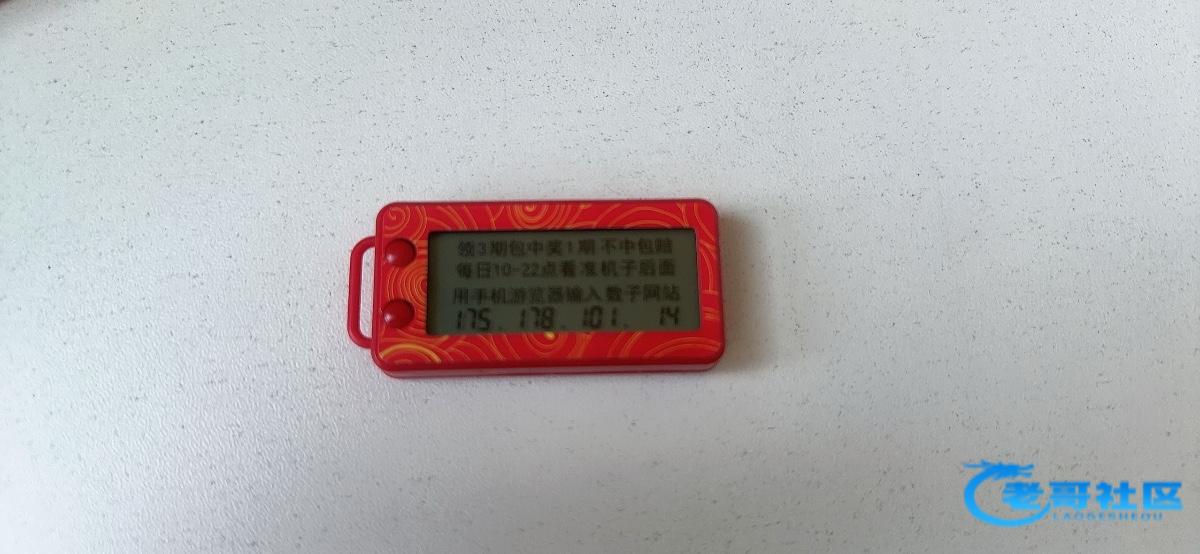 领3期包中奖1期 不中包赔
每日10-22点看准机子后面
用手机游览器输入数子网站
175.178.101.14
老哥社区
LAOGESHEQU